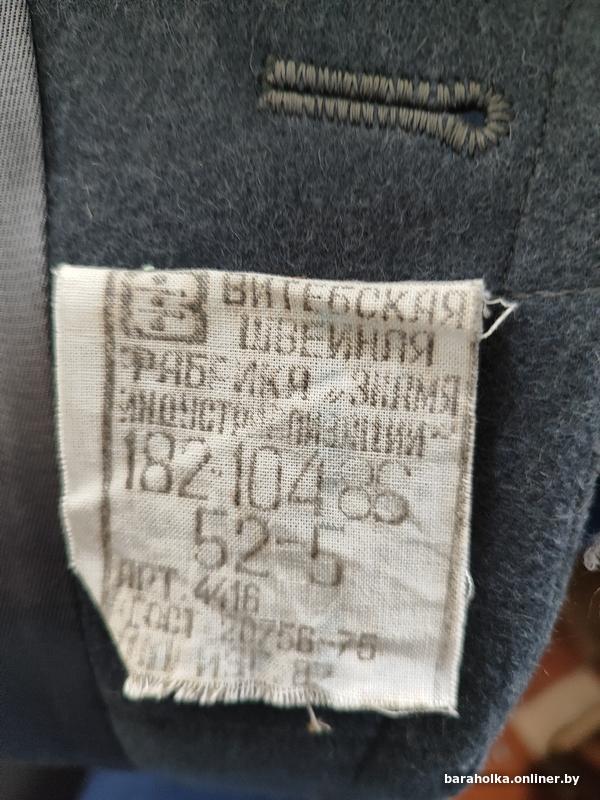 ВИТЕБСКАЯ
ШВЕЙНАЯ
ФАБРИКА „ЗНАМЯ
ИНДУСТРИАЛИЗАЦИИ"
182-104-86
52-5
АРТ. 4416
ГОСТ 20756-75
baraholka.onliner.by